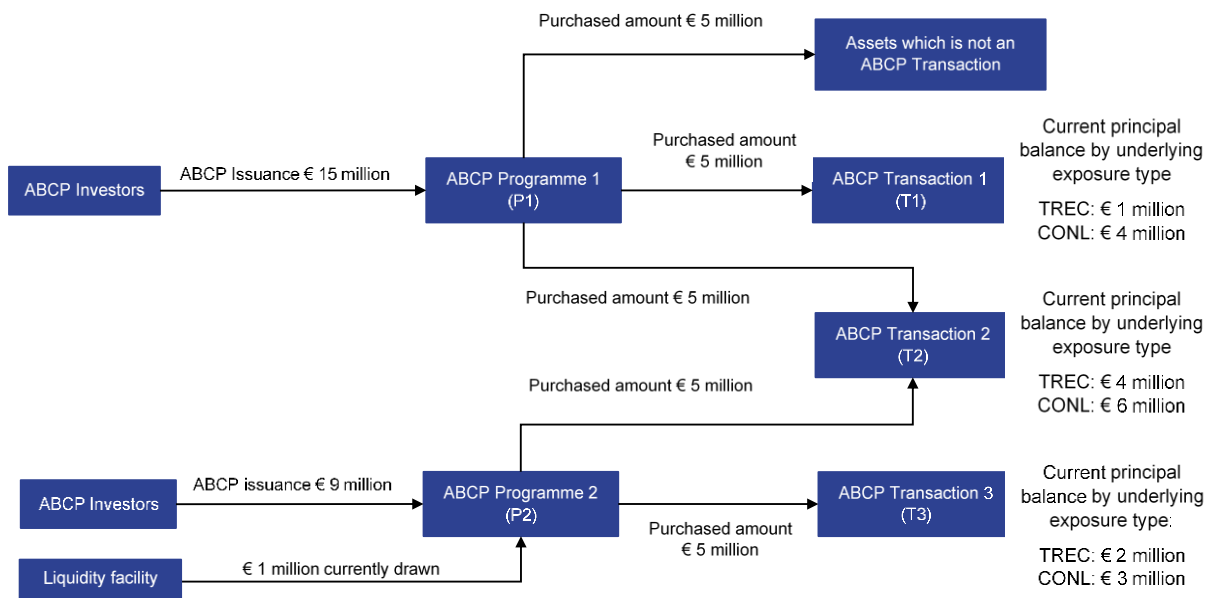 Purchased amount € 5 million
Assets which is not an
ABCP Transaction
ABCP Investors
ABCP Issuance € 15 million
ABCP Programme 1
(P1)
Purchased amount
€ 5 million
ABCP Transaction 1
(T1)
Current principal
balance by underlying
exposure type
TREC: € 1 million
CONL: € 4 million
Purchased amount € 5 million
ABCP Transaction 2
(T2)
Current principal
balance by underlying
exposure type
TREC: € 4 million
CONL: € 6 million
Purchased amount € 5 million
ABCP Investors
ABCP issuance € 9 million
ABCP Programme 2
(P2)
Purchased amount
€ 5 million
ABCP Transaction 3
(T3)
Current principal
balance by underlying
exposure type:
TREC: € 2 million
CONL: € 3 million
Liquidity facility
€ 1 million currently drawn